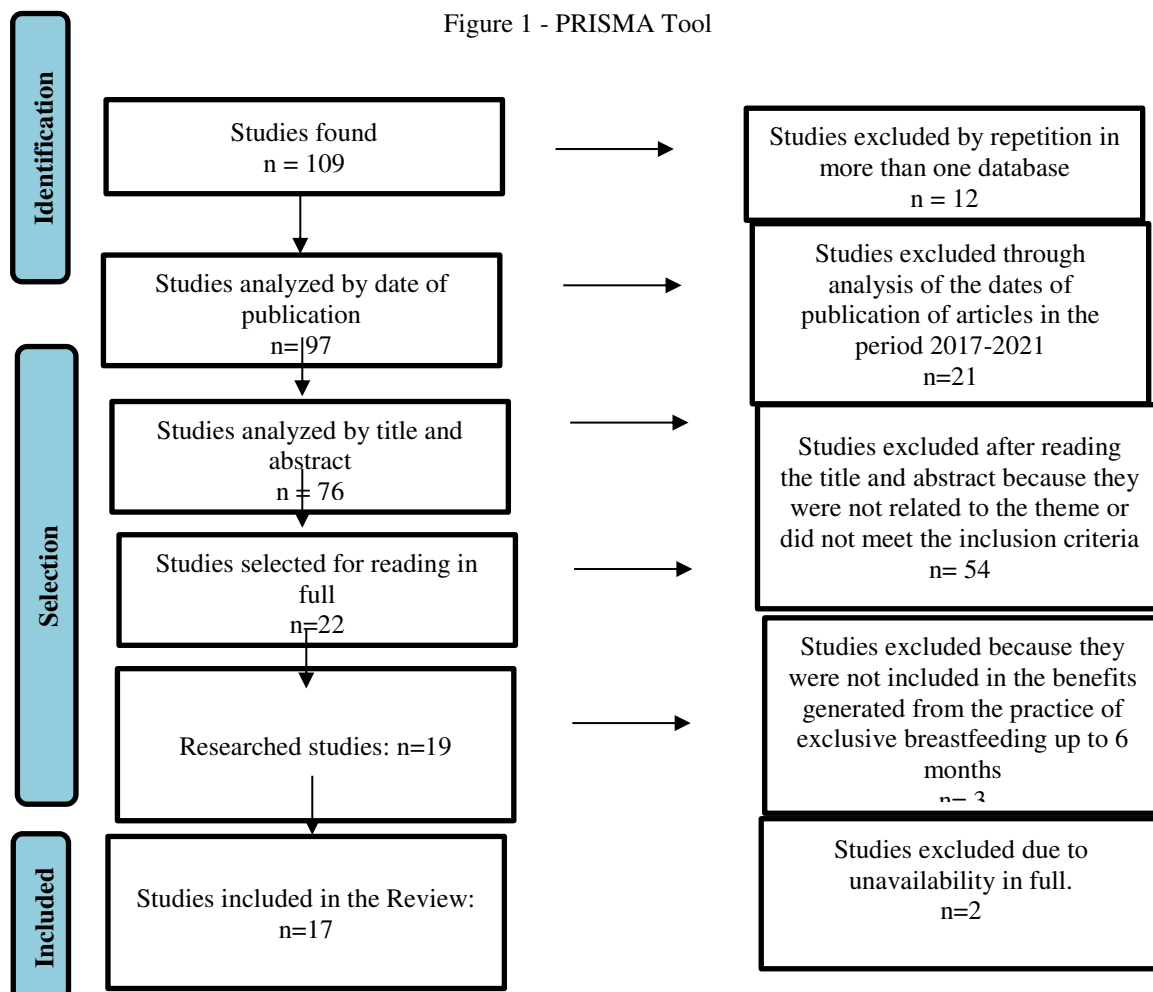 Figure 1 - PRISMA Tool
Identification
Studies found
n = 109
Studies excluded by repetition in
more than one database
n = 12
Studies analyzed by date of
publication
n= 97
Studies excluded through
analysis of the dates of
publication of articles in the
period 2017-2021
n=21
Selection
Studies analyzed by title and
abstract
n = 76
Studies excluded after reading
the title and abstract because they
were not related to the theme or
did not meet the inclusion criteria
n= 54
Studies selected for reading in
full
n=22
Studies excluded because they
were not included in the benefits
generated from the practice of
exclusive breastfeeding up to 6
months
n= 3
Researched studies: n=19
Included
Studies included in the Review:
n=17
Studies excluded due to
unavailability in full.
n=2